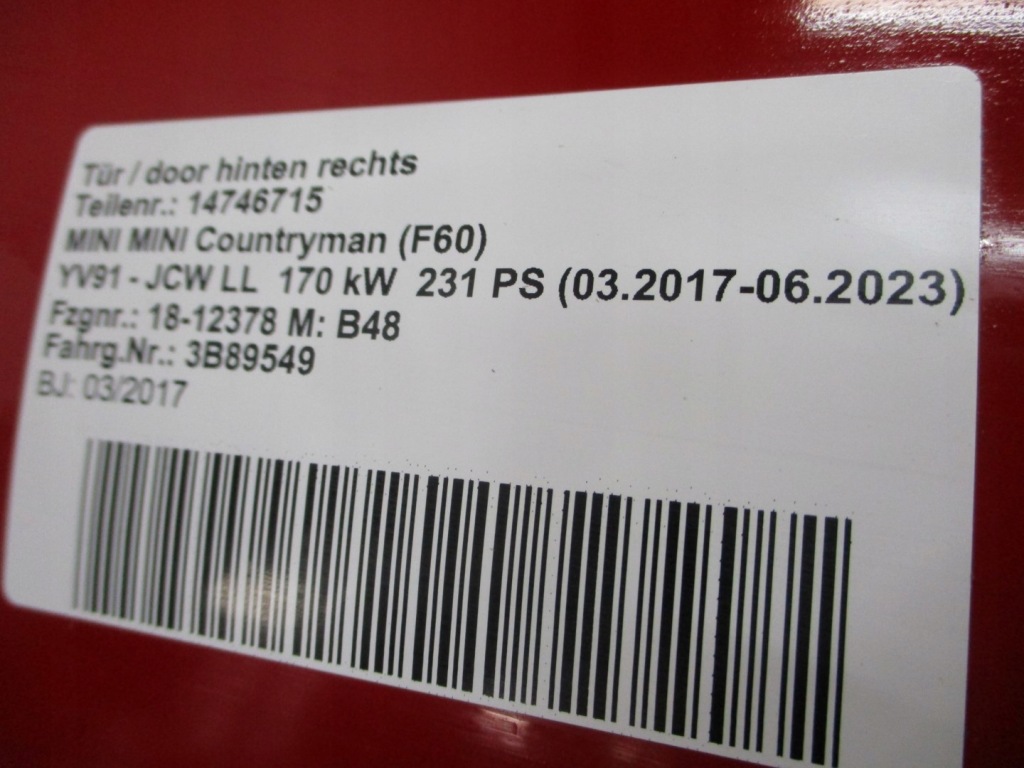 Tür / door hinten rechts
Teilenr.: 14746715
MINI MINI Countryman (F60)
YV91 - JCW LL 170 kW 231 PS (03.2017-06.2023)
Fzgnr.: 18-12378 M: B48
Fahrg.Nr.: 3B89549
BJ: 03/2017